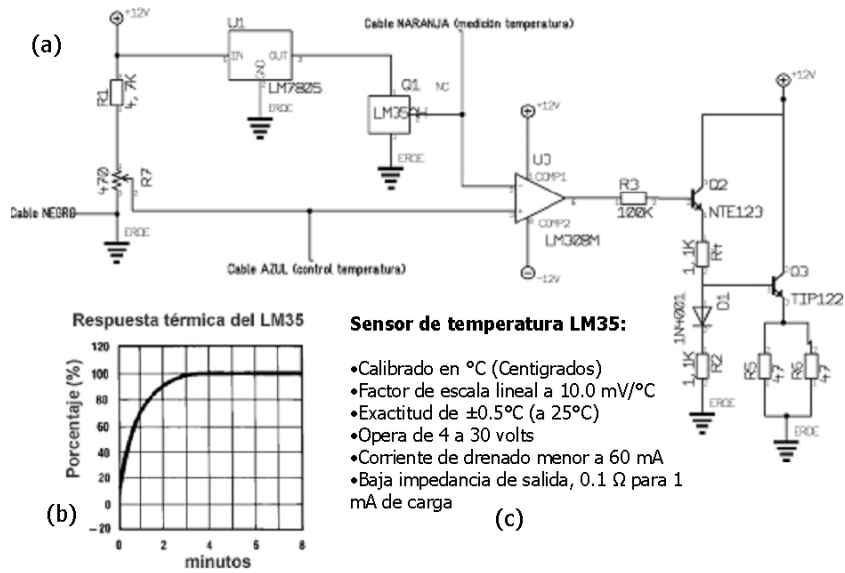 (a)
+12V
U1
IN
OUT
GND
LM7805
ERDE
R1
4,7K
470
R7
Cable NEGRO
ERDE
Cable NARANJA (medición temperatura)
Q1
NC
ERDE
Cable AZUL (control temperatura)
+12V
U3
COMP1
COMP2
LM308M
-12V
R3
100K
+12V
Q2
NTE123
1,1K
R4
Q3
TIP122
1N4001
D1
1,1K
R2
ERDE
R5
47
R6
47
ERDE
Respuesta térmica del LM35
Porcentaje (%)
120
100
80
60
40
20
0
-20
0
2
4
6
8
minutos
(b)
Sensor de temperatura LM35:
•Calibrado en °C (Centigrados)
•Factor de escala lineal a 10.0 mV/°C
•Exactitud de ±0.5°C (a 25°C)
•Opera de 4 a 30 volts
•Corriente de drenado menor a 60 mA
•Baja impedancia de salida, 0.1 Ω para 1
mA de carga
(c)